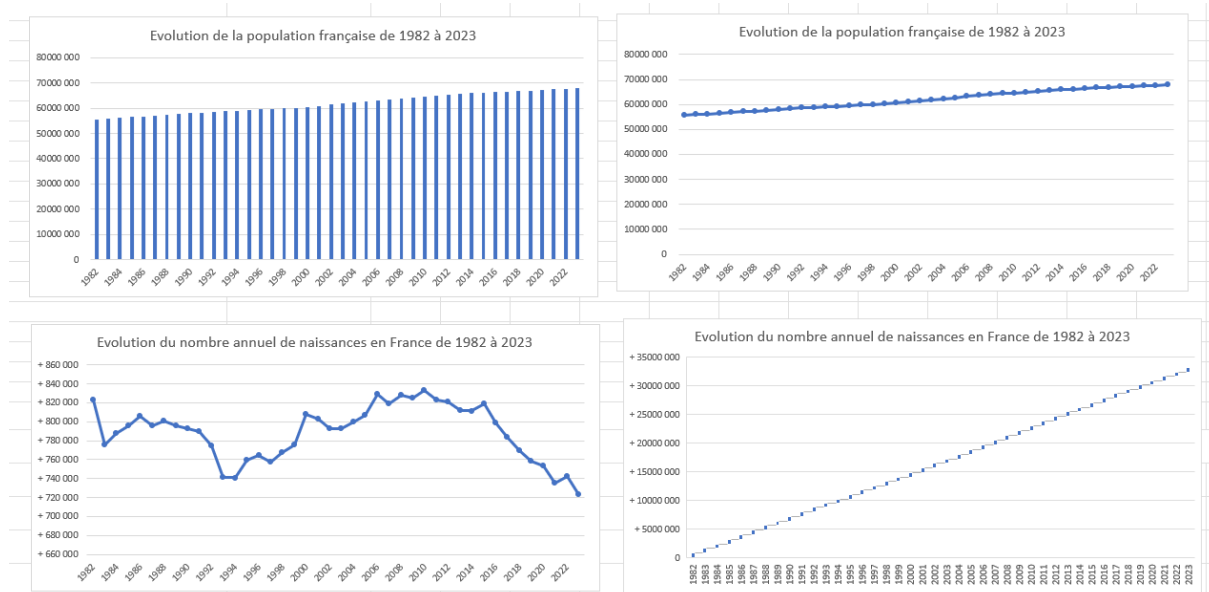 Evolution de la population française de 1982 à 2023
80000 000
70000 000
60000 000
50000 000
40000 000
30000 000
20000 000
10000 000
0
1982 1984 1986 1988 1990 1992 1994 1996 1998 2000 2002 2004 2006 2008 2010 2012 2014 2016 2018 2020 2022
Evolution de la population française de 1982 à 2023
80000 000
70000 000
60000 000
50000 000
40000 000
30000 000
20000 000
10000 000
0
1982 1984 1986 1988 1990 1992 1994 1996 1998 2000 2002 2004 2006 2008 2010 2012 2014 2016 2018 2020 2022
Evolution du nombre annuel de naissances en France de 1982 à 2023
+ 860 000
+ 840 000
+ 820 000
+ 800 000
+ 780 000
+ 760 000
+ 740 000
+ 720 000
+ 700 000
+ 680 000
+ 660 000
1982 1984 1986 1988 1990 1992 1994 1996 1998 2000 2002 2004 2006 2008 2010 2012 2014 2016 2018 2020 2022
Evolution du nombre annuel de naissances en France de 1982 à 2023
+ 35000 000
+ 30000 000
+ 25000 000
+ 20000 000
+ 15000 000
+ 10000 000
+ 5000 000
0
1982 1983 1984 1985 1986 1987 1988 1989 1990 1991 1992 1993 1994 1995 1996 1997 1998 1999 2000 2001 2002 2003 2004 2005 2006 2007 2008 2009 2010 2011 2012 2013 2014 2015 2016 2017 2018 2019 2020 2021 2022 2023